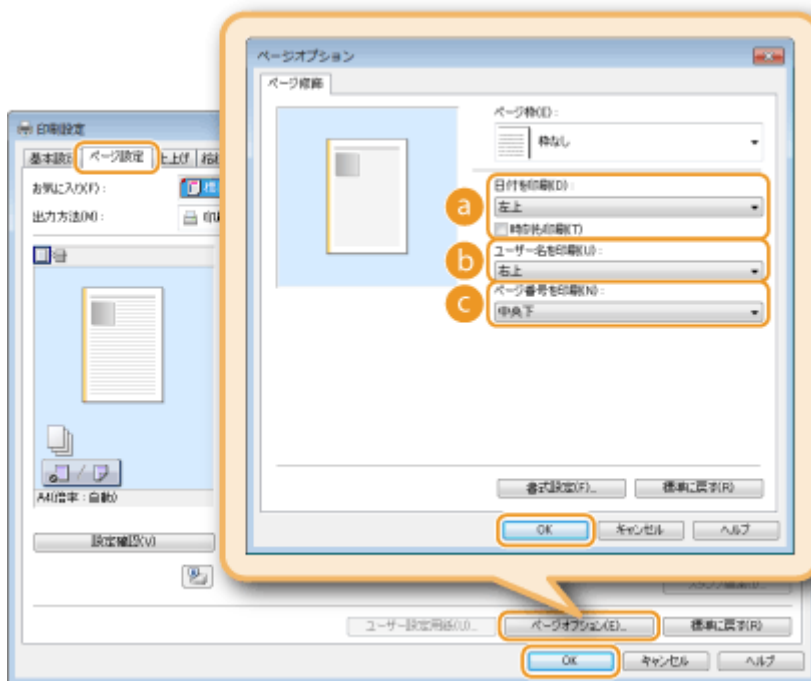 ページオプション
ページ修飾
ページ枠(E):
枠なし
a
日付を印刷(D):
左上
時刻も印刷(T)
b
ユーザー名を印刷(U):
右上
c
ページ番号を印刷(N):
中央下
書式設定(F)...
標準に戻す(R)
OK
キャンセル
ヘルプ
印刷設定
基本設定
ページ設定
仕上げ
お気に入り(F):
出力方法(M):
A4(倍率:自動)
設定確認(V)
ユーザー設定用紙(U)...
ページオプション(E)...
標準に戻す(R)
OK
キャンセル
ヘルプ